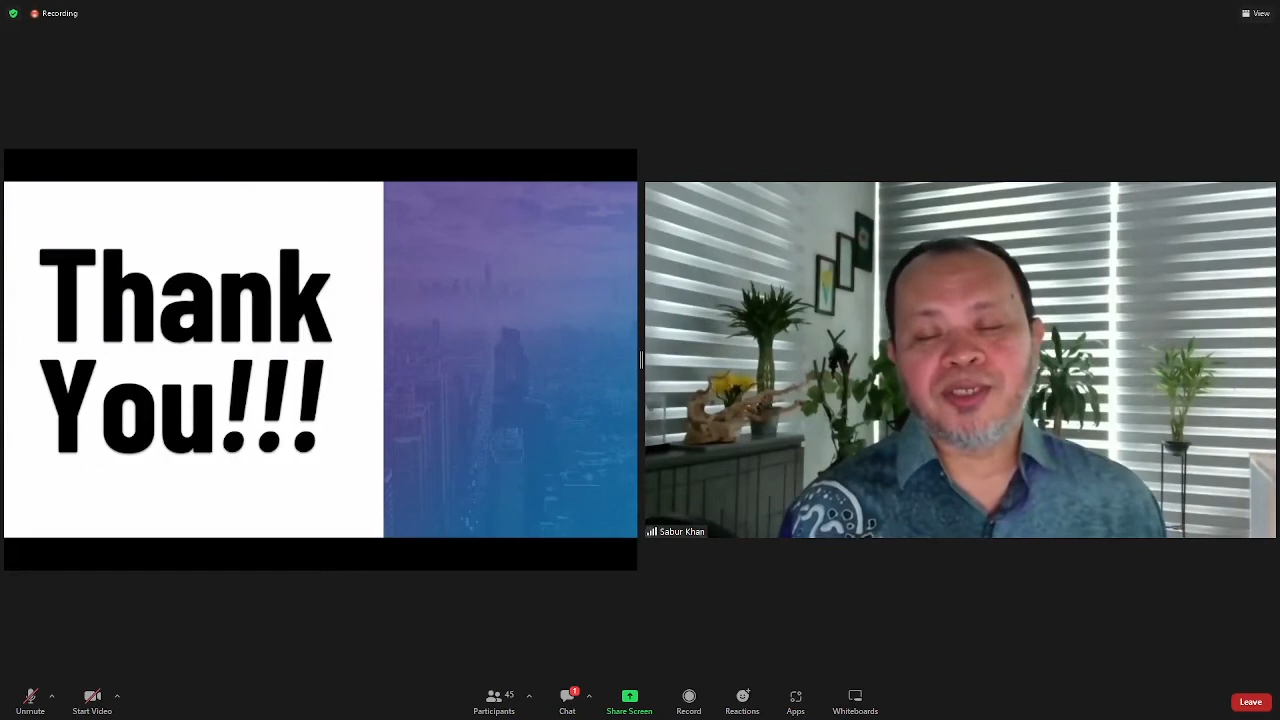 Recording
View
Thank
You!!!
Sabur Khan
Unmute
Start Video
45
Participants
1
Chat
Share Screen
Record
Reactions
Apps
Whiteboards
Leave